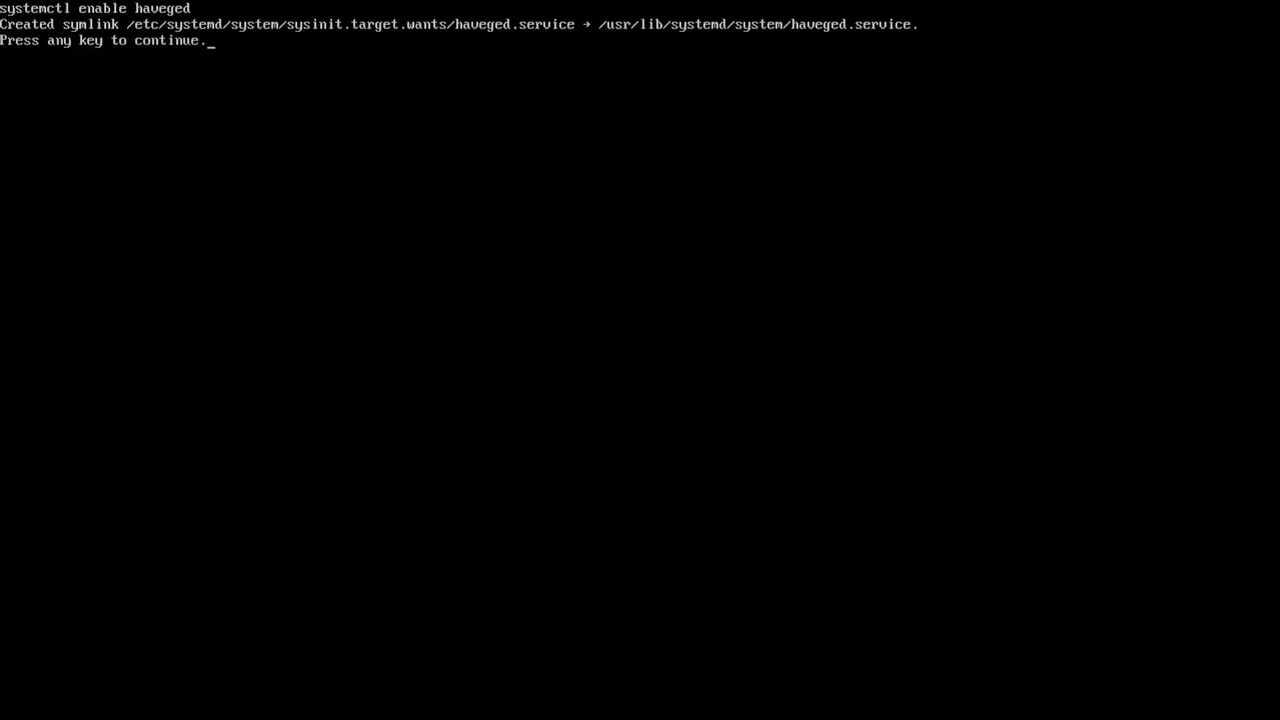 systemctl enable haveged
Created symlink /etc/systemd/system/sysinit.target.wants/haveged.service → /usr/lib/systemd/system/haveged.service.
Press any key to continue._